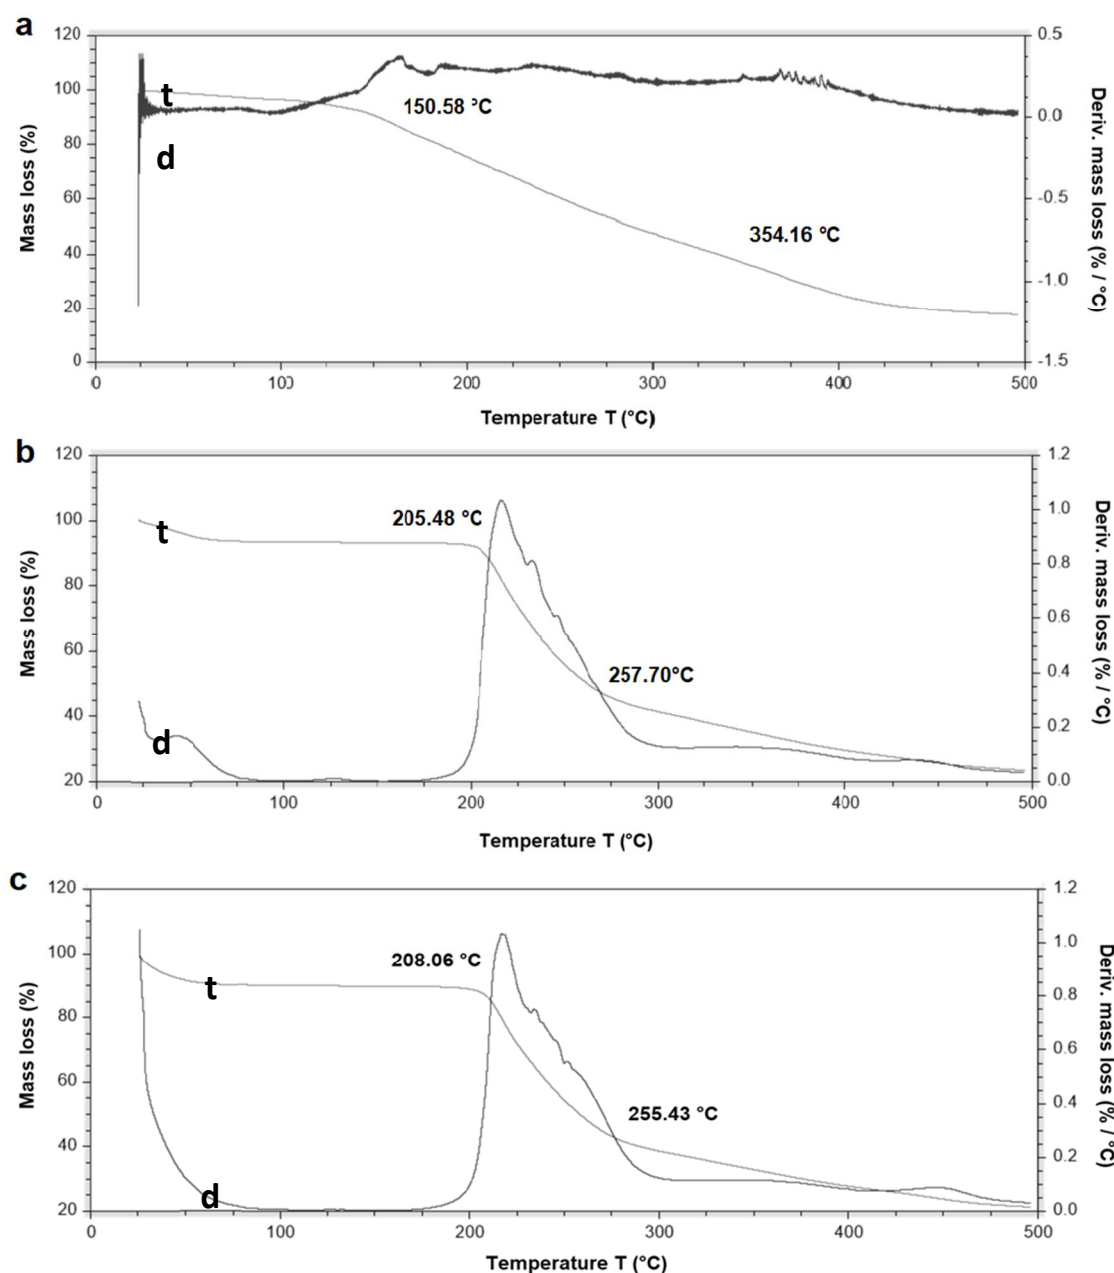 a
120
100
80
60
40
20
0
Mass loss (%)
t
d
150.58 °C
354.16 °C
0.5
0.0
-0.5
-1.0
-1.5
Deriv. mass loss (% / °C)
0 100 200 300 400 500
Temperature T (°C)
b
120
100
80
60
40
20
Mass loss (%)
t
d
205.48 °C
257.70°C
1.2
1.0
0.8
0.6
0.4
0.2
0.0
Deriv. mass loss (% / °C)
0 100 200 300 400 500
Temperature T (°C)
c
120
100
80
60
40
20
Mass loss (%)
t
d
208.06 °C
255.43 °C
1.2
1.0
0.8
0.6
0.4
0.2
0.0
Deriv. mass loss (% / °C)
0 100 200 300 400 500
Temperature T (°C)